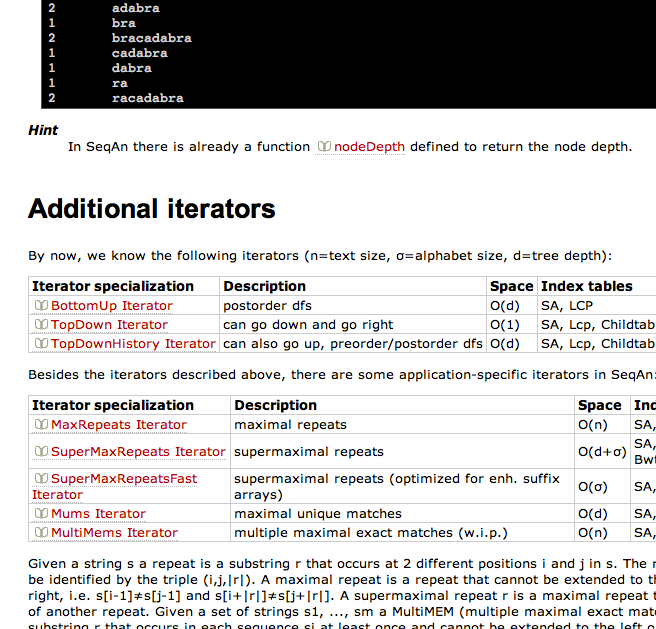 2 adabra
1 bra
2 bracadabra
1 cadabra
1 dabra
1 ra
2 racadabra
Hint
In SeqAn there is already a function nodeDepth defined to return the node depth.
Additional iterators
By now, we know the following iterators (n=text size, σ=alphabet size, d=tree depth):
Iterator specialization Description Space Index tables
BottomUp Iterator postorder dfs O(d) SA, LCP
TopDown Iterator can go down and go right O(1) SA, Lcp, Childtab
TopDownHistory Iterator can also go up, preorder/postorder dfs O(d) SA, Lcp, Childtab
Besides the iterators described above, there are some application-specific iterators in SeqAn:
Iterator specialization Description Space
MaxRepeats Iterator maximal repeats O(n) SA,
SuperMaxRepeats Iterator supermaximal repeats O(d+σ) SA,
SuperMaxRepeatsFast
Iterator supermaximal repeats (optimized for enh. suffix
arrays) O(σ) SA,
Mums Iterator maximal unique matches O(d) SA,
MultiMems Iterator multiple maximal exact matches (w.i.p.) O(n) SA,
Given a string s a repeat is a substring r that occurs at 2 different positions i and j in s. The
be identified by the triple (i,j,|r|). A maximal repeat is a repeat that cannot be extended to
right, i.e. s[i-1]≠s[j-1] and s[i+|r|]≠s[j+|r|]. A supermaximal repeat r is a maximal repeat
of another repeat. Given a set of strings s1, ..., sm a MultiMEM (multiple maximal exact
substring r that occurs in each sequence si at least once and cannot be extended to the left